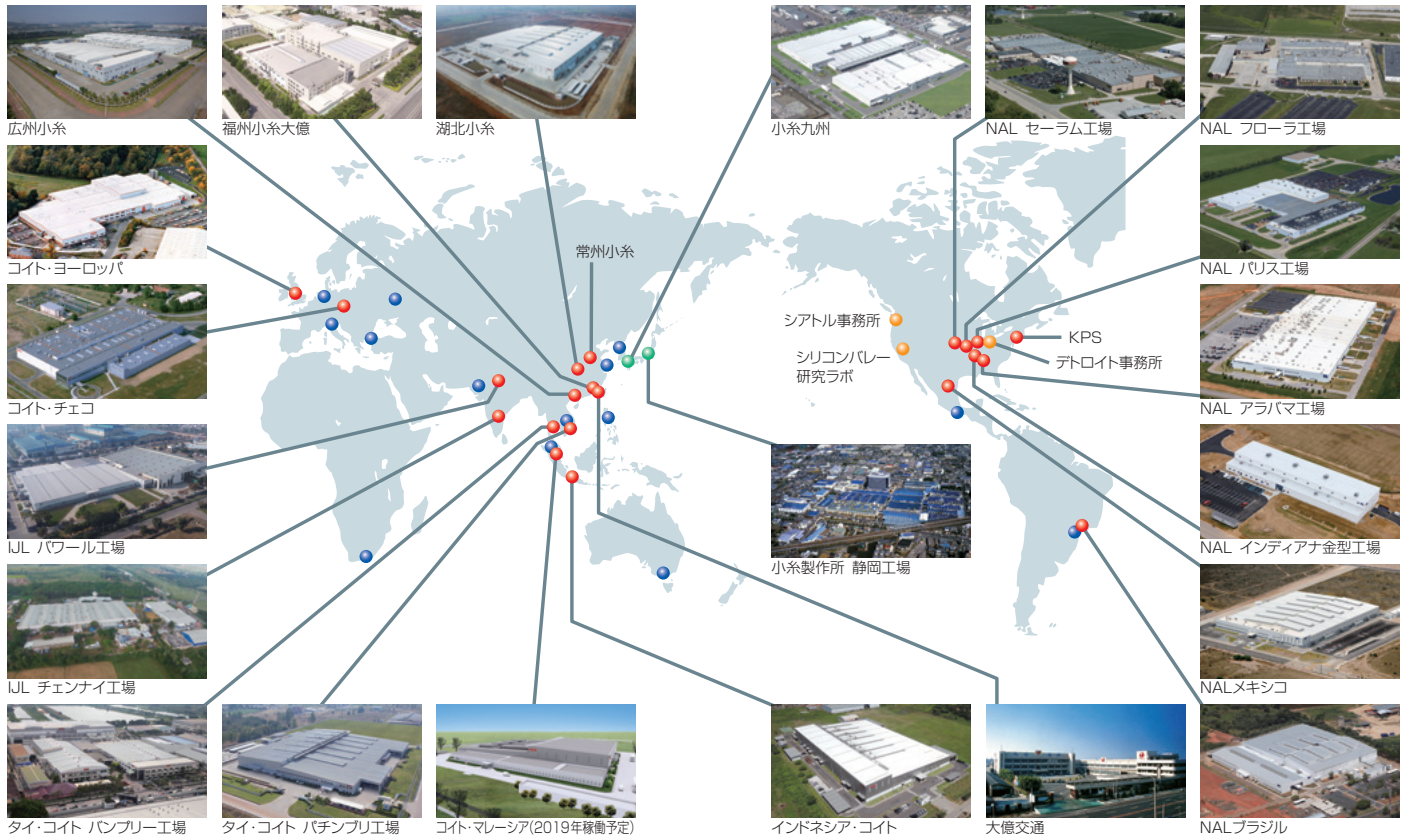 広州小糸
福州小糸大億
湖北小糸
小糸九州
NAL セーラム工場
NAL フローラ工場
コイト・ヨーロッパ
常州小糸
NAL パリス工場
シアトル事務所
シリコンバレー
研究ラボ
KPS
デトロイト事務所
コイト・チェコ
NAL アラバマ工場
IJL バワール工場
小糸製作所 静岡工場
NAL インディアナ金型工場
IJL チェンナイ工場
NALメキシコ
タイ・コイト バンプリー工場
タイ・コイト パチンブリ工場
コイト・マレーシア(2019年稼働予定)
インドネシア・コイト
大億交通
NALブラジル